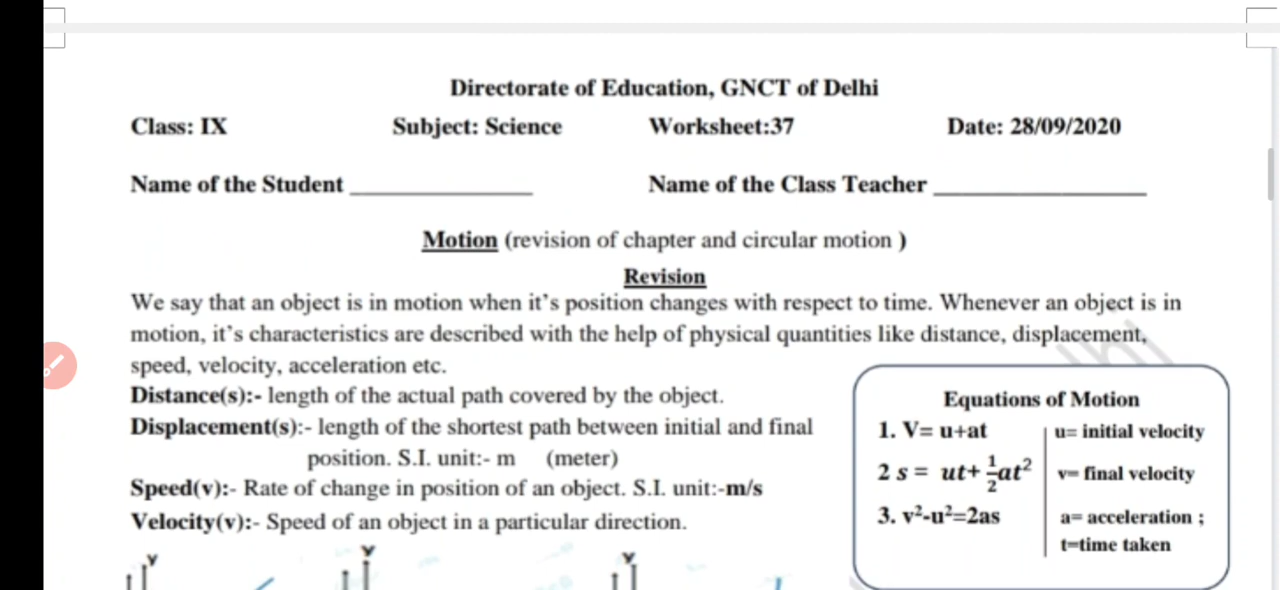 Directorate of Education, GNCT of Delhi
Class: IX Subject: Science Worksheet:37 Date: 28/09/2020
Name of the Student _______________ Name of the Class Teacher __________________
Motion (revision of chapter and circular motion )
Revision
We say that an object is in motion when it's position changes with respect to time. Whenever an object is in
motion, it's characteristics are described with the help of physical quantities like distance, displacement,
speed, velocity, acceleration etc.
Distance(s):- length of the actual path covered by the object.
Displacement(s):- length of the shortest path between initial and final
position. S.I. unit:- m (meter)
Speed(v):- Rate of change in position of an object. S.I. unit:-m/s
Velocity(v):- Speed of an object in a particular direction.
Equations of Motion
1. V= u+at
2 s = ut+ 1/2 at²
3. v²-u²=2as
u= initial velocity
v= final velocity
a= acceleration ;
t=time taken
Y Y Y